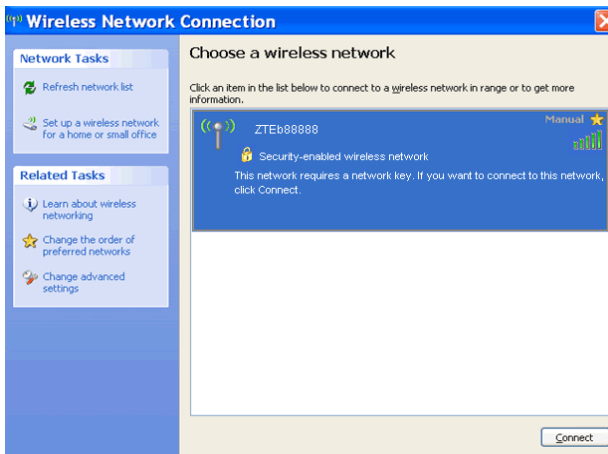 Wireless Network Connection
Network Tasks
Refresh network list
Set up a wireless network
for a home or small office
Related Tasks
Learn about wireless
networking
Change the order of
preferred networks
Change advanced
settings
Choose a wireless network
Click an item in the list below to connect to a wireless network in range or to get more
information.
ZTEb88888
Manual
Security-enabled wireless network
This network requires a network key. If you want to connect to this network,
click Connect.
Connect